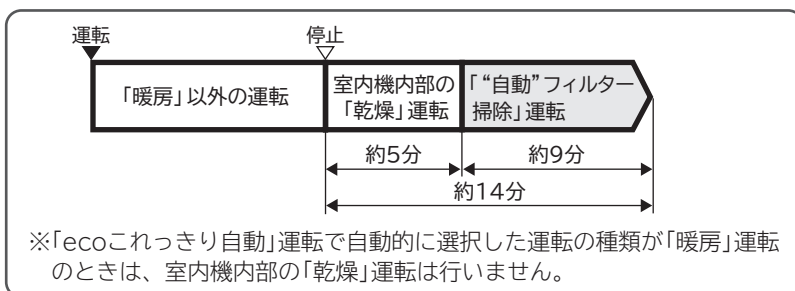 運転
停止
「暖房」以外の運転
室内機内部の
「乾燥」運転
「“自動”フィルター
掃除」運転
約5分
約9分
約14分
※「ecoこれっきり自動」運転で自動的に選択した運転の種類が「暖房」運転
のときは、室内機内部の「乾燥」運転は行いません。